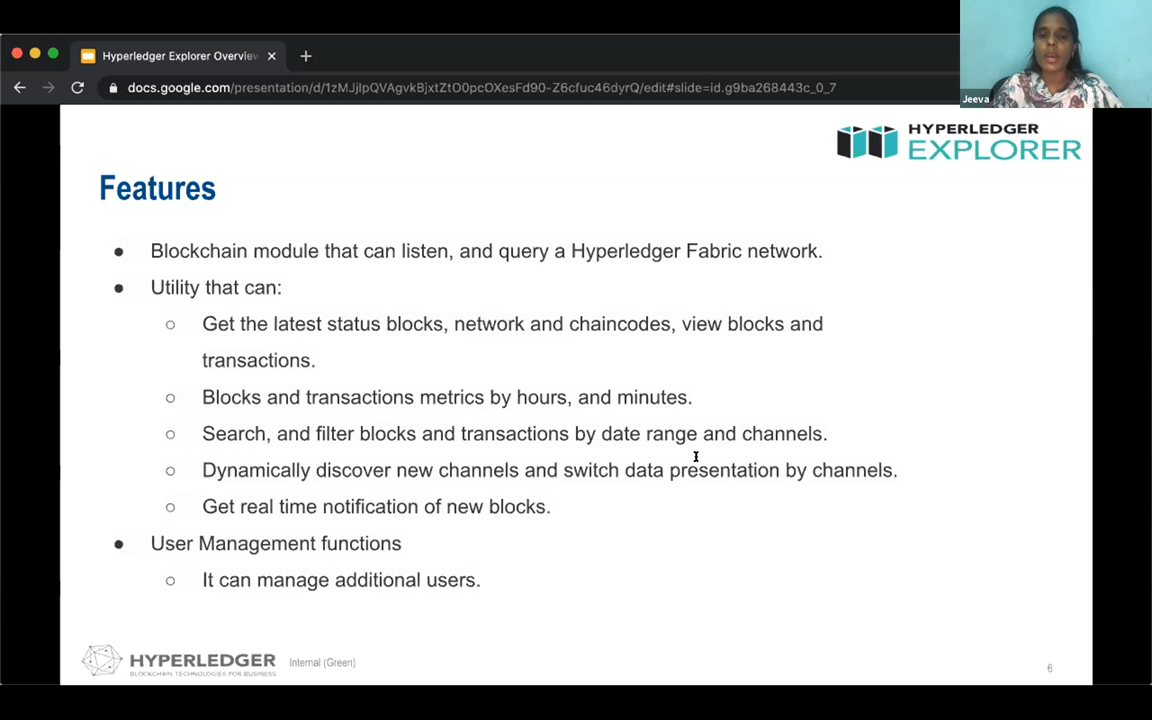 Hyperledger Explorer Overview
docs.google.com/presentation/d/1zMJjlpQVAgvkBjxtZtO0pcOXesFd90-Z6cfuc46dyrQ/edit#slide=id.g9ba268443c_0_7
Jeeva
HYPERLEDGER
EXPLORER
Features
● Blockchain module that can listen, and query a Hyperledger Fabric network.
● Utility that can:
○ Get the latest status blocks, network and chaincodes, view blocks and
transactions.
○ Blocks and transactions metrics by hours, and minutes.
○ Search, and filter blocks and transactions by date range and channels.
○ Dynamically discover new channels and switch data presentation by channels.
○ Get real time notification of new blocks.
● User Management functions
○ It can manage additional users.
HYPERLEDGER
BLOCKCHAIN TECHNOLOGIES FOR BUSINESS
Internal (Green)
6